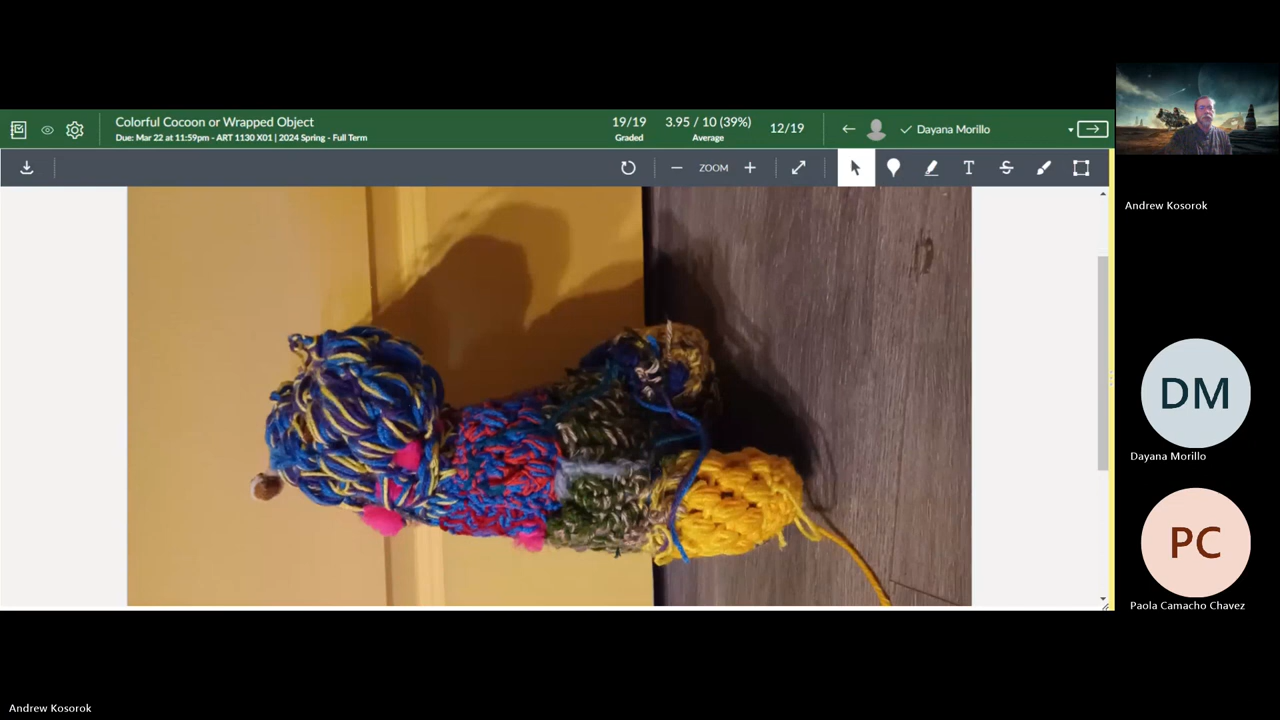 Colorful Cocoon or Wrapped Object
Due: Mar 22 at 11:59pm - ART 1130 X01 | 2024 Spring - Full Term
19/19
Graded
3.95 / 10 (39%)
Average
12/19
Dayana Morillo
ZOOM
T
S
Andrew Kosorok
DM
Dayana Morillo
PC
Paola Camacho Chavez
Andrew Kosorok